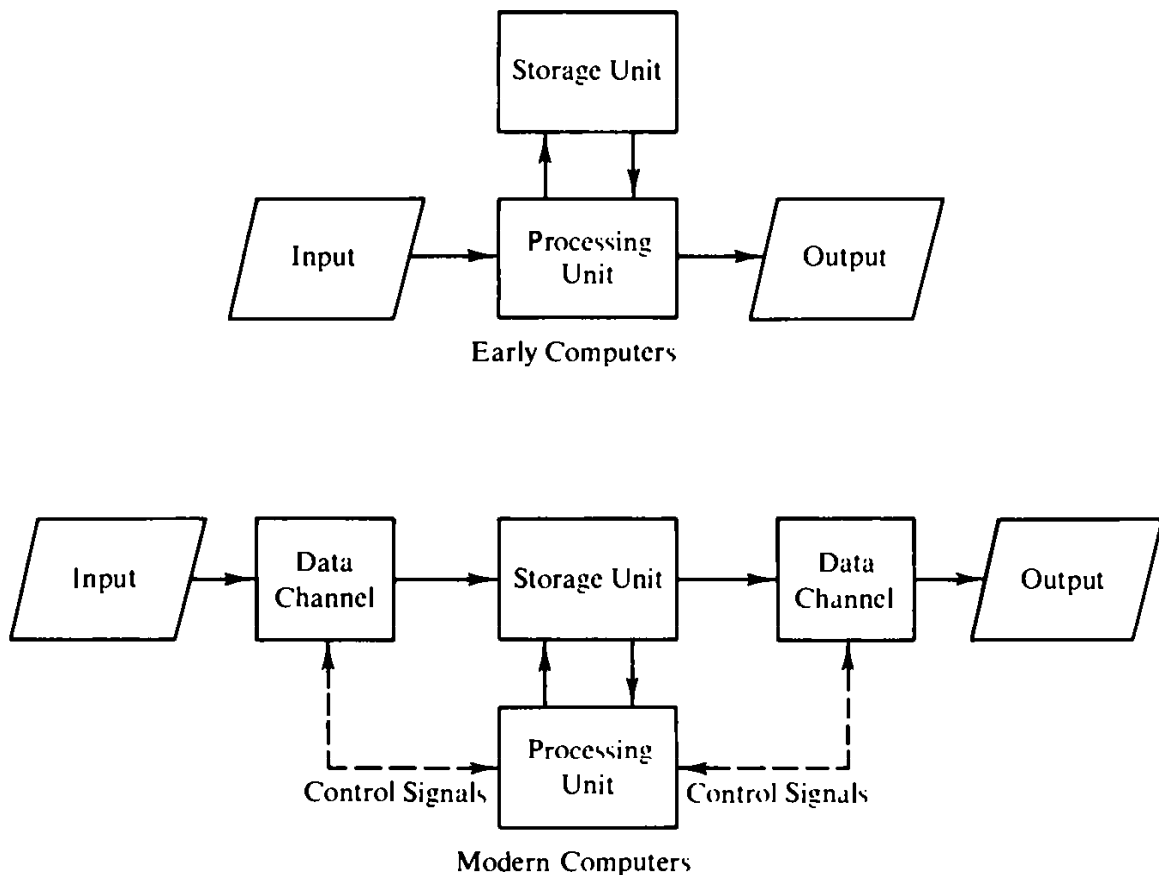 Storage Unit
Input
Processing
Unit
Output
Early Computers
Input
Data
Channel
Storage Unit
Data
Channel
Output
Processing
Unit
Control Signals
Control Signals
Modern Computers